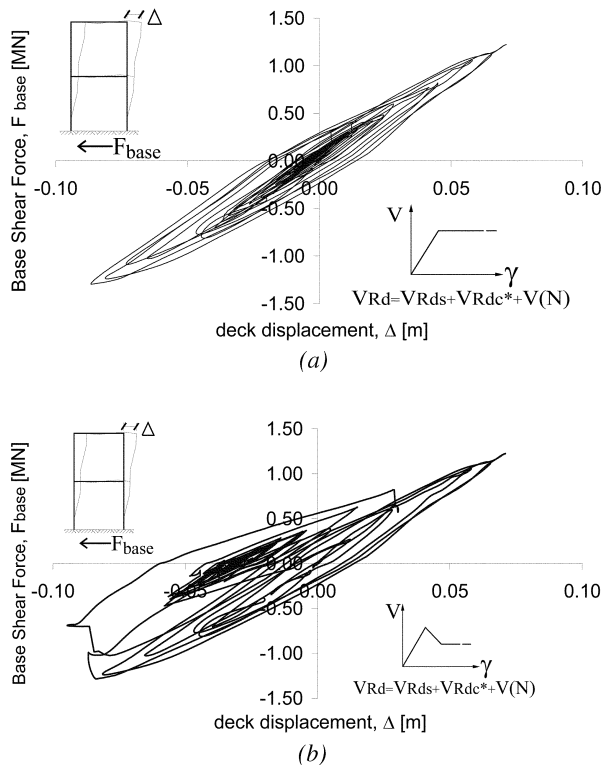 1.50
Δ
1.00
0.50
Base Shear Force, F base [MN]
Fbase
0.00
-0.10
-0.05
0.00
0.05
0.10
-0.50
V
-1.00
γ
VRd=VRds+VRdc*+V(N)
-1.50
deck displacement, Δ [m]
(a)
1.50
Δ
1.00
0.50
Base Shear Force, Fbase [MN]
Fbase
0.00
-0.10
-0.05
0.00
0.05
0.10
-0.50
V
-1.00
γ
VRd=VRds+VRdc*+V(N)
-1.50
deck displacement, Δ [m]
(b)